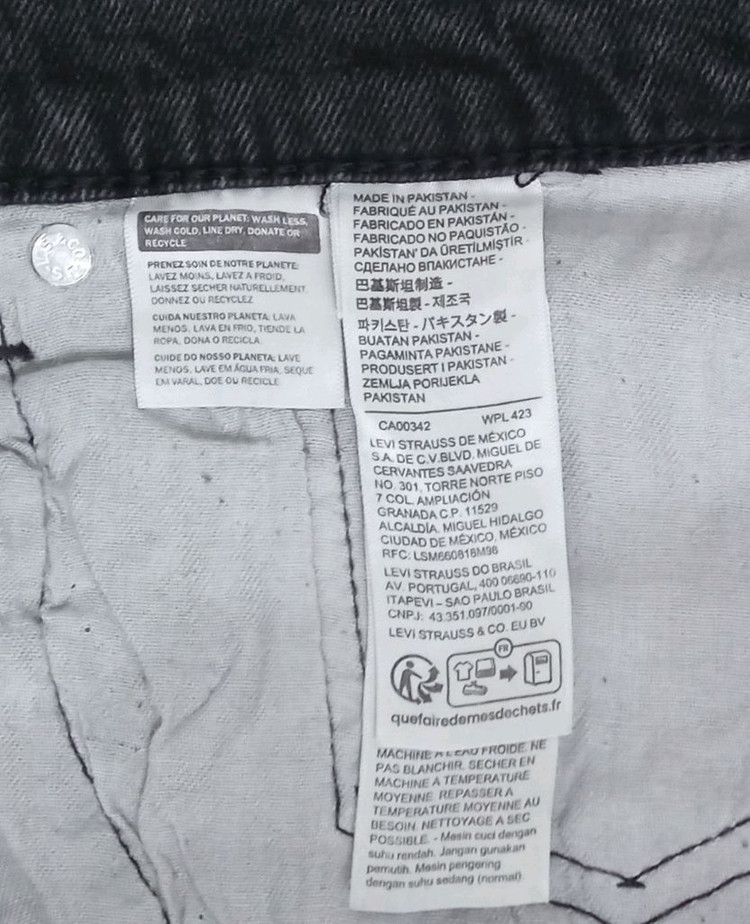 CARE FOR OUR PLANET: WASH LESS,
WASH COLD, LINE DRY, DONATE OR
RECYCLE
PRENEZ SOIN DE NOTRE PLANETE:
LAVEZ MOINS, LAVEZ A FROID,
LAISSEZ SECHER NATURELLEMENT,
DONNEZ OU RECYCLEZ
CUIDA NUESTRO PLANETA: LAVA
MENOS, LAVA EN FRIO, TIENDE LA
ROPA, DONA O RECICLA.
CUIDE DO NOSSO PLANETA: LAVE
MENOS, LAVE EM ÁGUA FRIA, SEQUE
EM VARAL, DOE OU RECICLE.
MADE IN PAKISTAN -
FABRIQUÉ AU PAKISTAN -
FABRICADO EN PAKISTÁN -
FABRICADO NO PAQUISTÃO -
PAKİSTAN' DA ÜRETİLMİŞTİR -
СДЕЛАНО ВПАКИСТАНЕ -
巴基斯坦制造 -
巴基斯坦製 - 제조국
파키스탄 - パキスタン製 -
BUATAN PAKISTAN -
PAGAMINTA PAKISTANE -
PRODUSERT I PAKISTAN -
ZEMLJA PORIJEKLA
PAKISTAN
CA00342 WPL 423
LEVI STRAUSS DE MÉXICO
S.A. DE C.V.BLVD. MIGUEL DE
CERVANTES SAAVEDRA
NO. 301, TORRE NORTE PISO
7 COL. AMPLIACIÓN
GRANADA C.P. 11529
ALCALDÍA, MIGUEL HIDALGO
CIUDAD DE MÉXICO, MÉXICO
RFC: LSM660816M96
LEVI STRAUSS DO BRASIL
AV. PORTUGAL, 400 06690-110
ITAPEVI – SAO PAULO BRASIL
CNPJ: 43.351.097/0001-90
LEVI STRAUSS & CO. EU BV
FR
quefairedemesdechets.fr
MACHINE A L'EAU FROIDE. NE
PAS BLANCHIR. SECHER EN
MACHINE A TEMPERATURE
MOYENNE. REPASSER A
TEMPERATURE MOYENNE AU
BESOIN. NETTOYAGE A SEC
POSSIBLE. - Mesin cuci dengan
suhu rendah. Jangan gunakan
pemutih. Mesin pengering
dengan suhu sedang (normal).